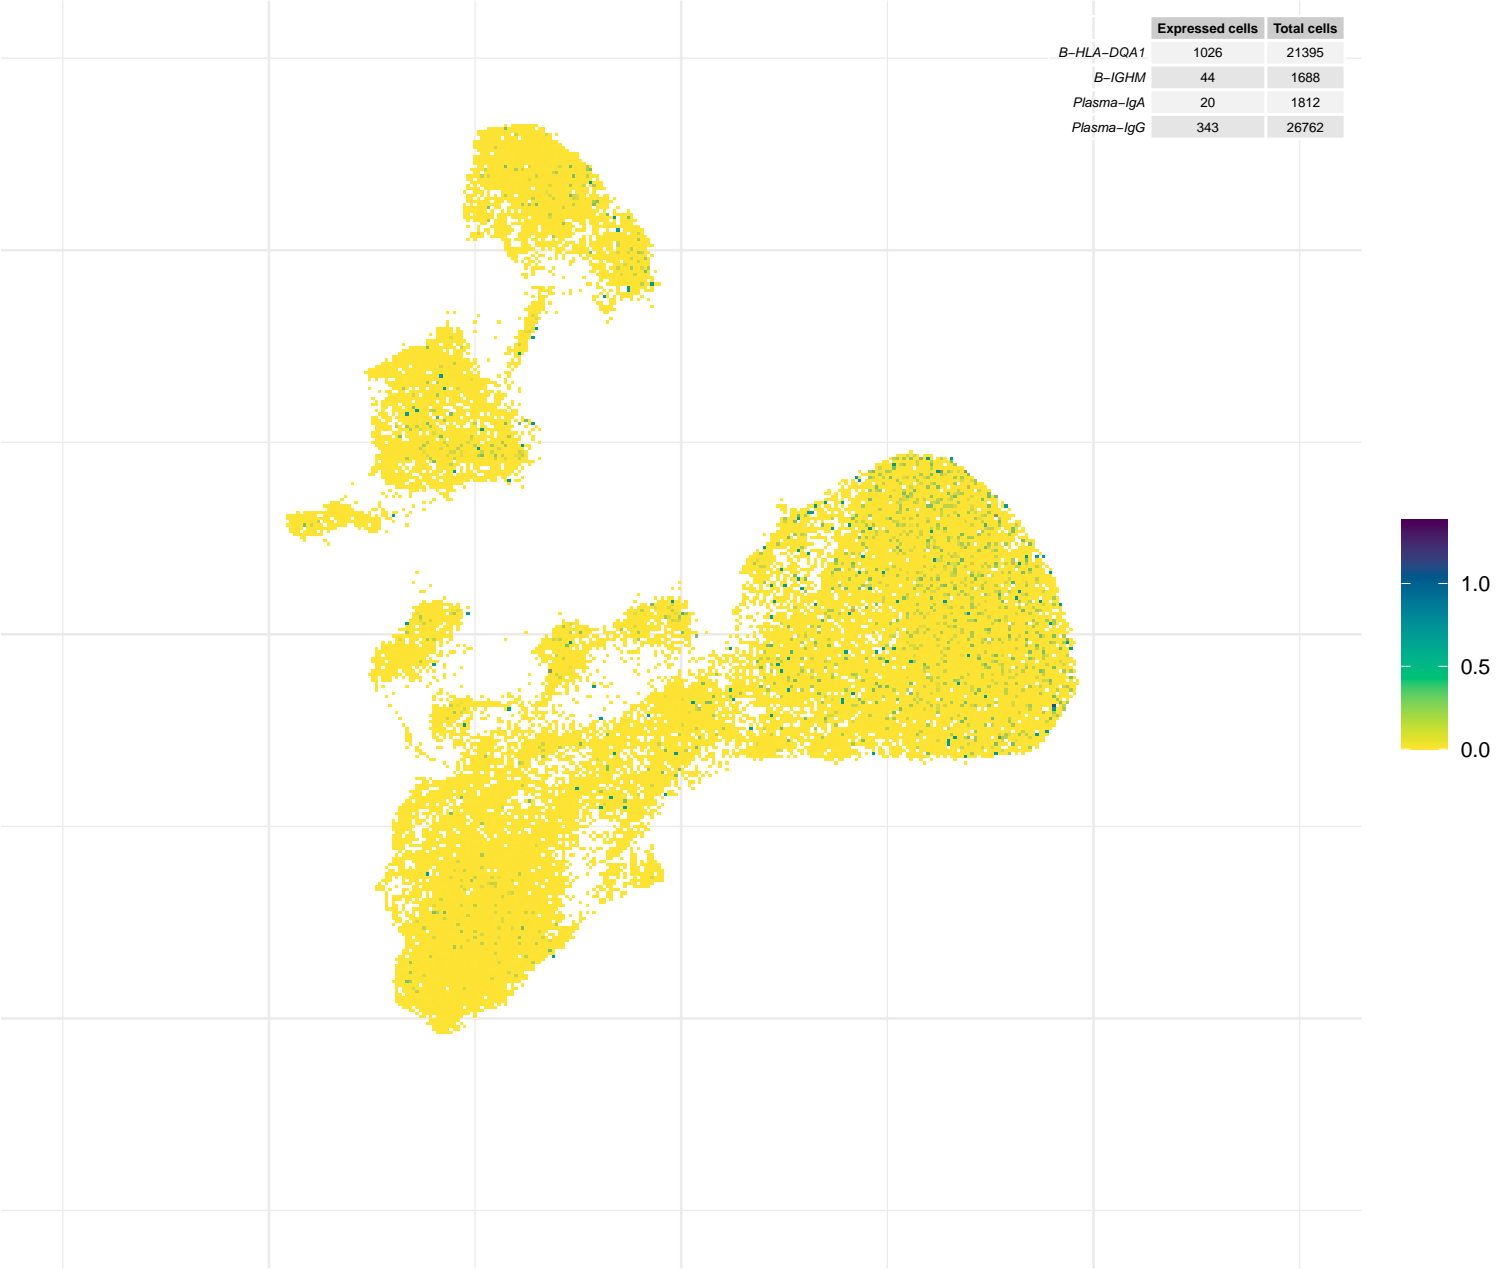 Expressed cells Total cells
B−HLA−DQA1 1026 21395
B−IGHM 44 1688
Plasma−IgA 20 1812
Plasma−IgG 343 26762
1.0
0.5
0.0